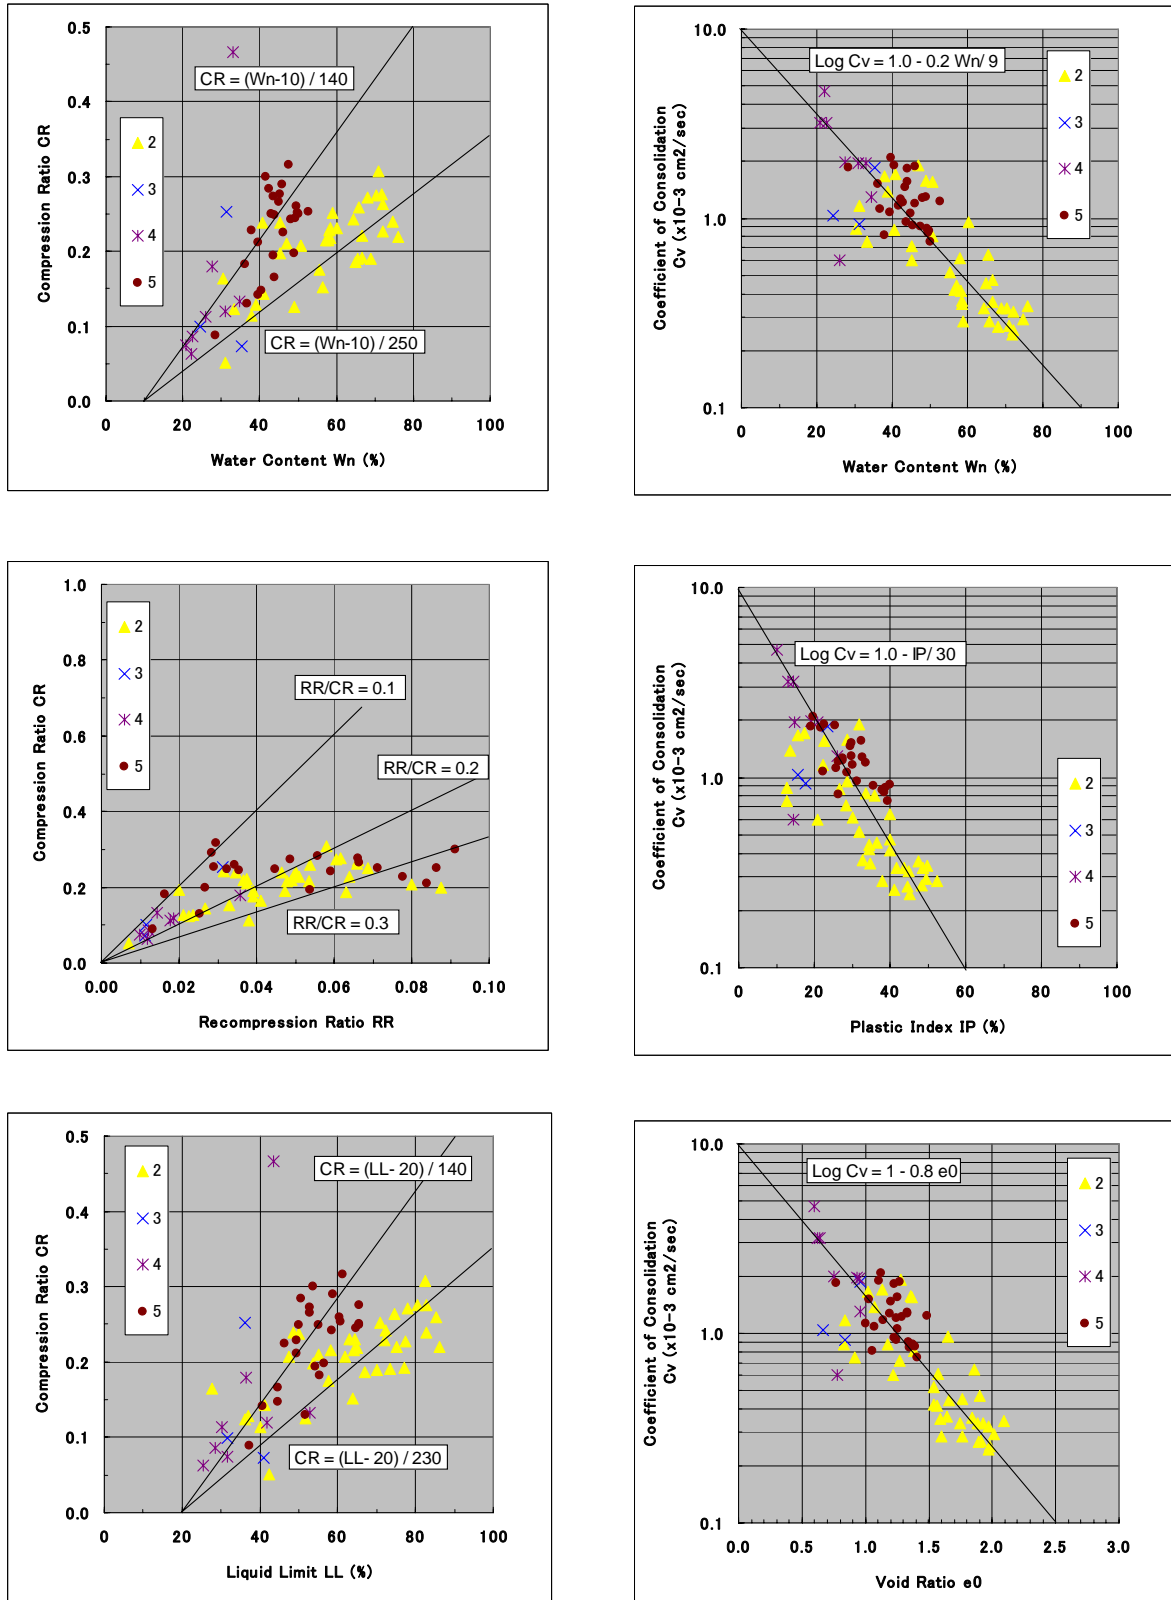 0.5
0.4
0.3
0.2
0.1
0.0
Compression Ratio CR
CR = (Wn-10) / 140
2
3
4
5
CR = (Wn-10) / 250
0 20 40 60 80 100
Water Content Wn (%)
10.0
1.0
0.1
Coefficient of Consolidation
Cv (x10-3 cm2/sec)
Log Cv = 1.0 - 0.2 Wn/ 9
2
3
4
5
0 20 40 60 80 100
Water Content Wn (%)
1.0
0.8
0.6
0.4
0.2
0.0
Compression Ratio CR
2
3
4
5
RR/CR = 0.1
RR/CR = 0.2
RR/CR = 0.3
0.00 0.02 0.04 0.06 0.08 0.10
Recompression Ratio RR
10.0
1.0
0.1
Coefficient of Consolidation
Cv (x10-3 cm2/sec)
Log Cv = 1.0 - IP/ 30
2
3
4
5
0 20 40 60 80 100
Plastic Index IP (%)
0.5
0.4
0.3
0.2
0.1
0.0
Compression Ratio CR
2
3
4
5
CR = (LL- 20) / 140
CR = (LL- 20) / 230
0 20 40 60 80 100
Liquid Limit LL (%)
10.0
1.0
0.1
Coefficient of Consolidation
Cv (x10-3 cm2/sec)
Log Cv = 1 - 0.8 e0
2
3
4
5
0.0 0.5 1.0 1.5 2.0 2.5 3.0
Void Ratio e0